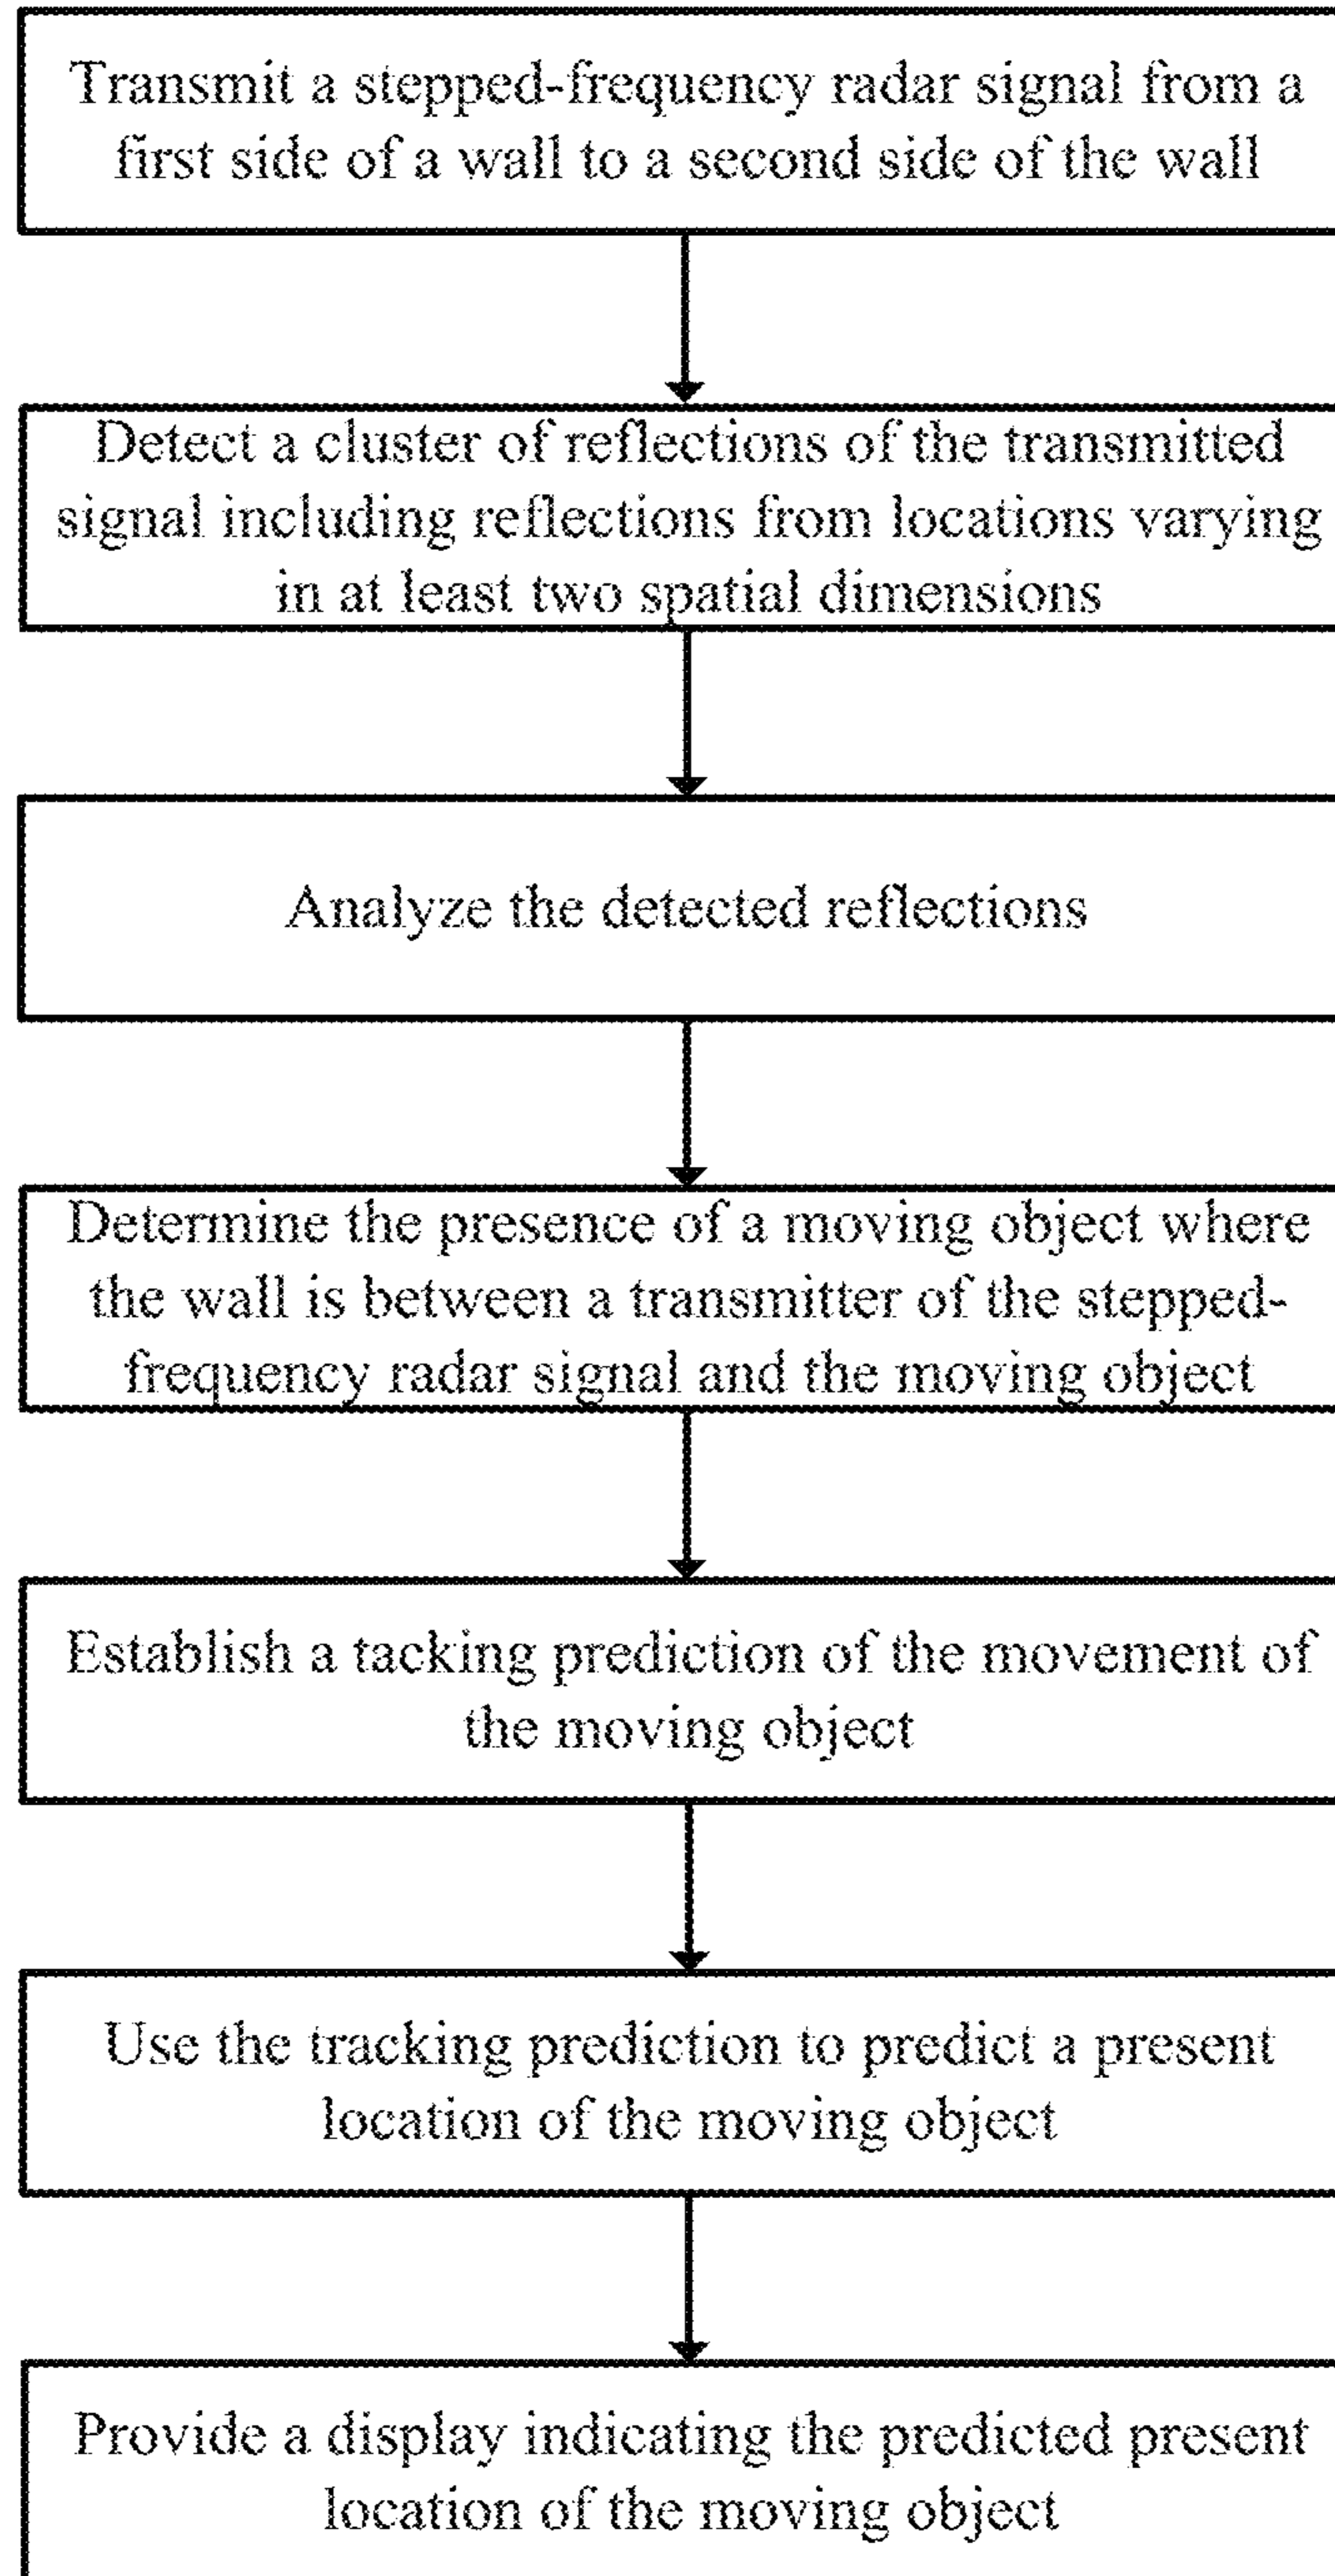 Transmit a stepped-frequency radar signal from a
first side of a wall to a second side of the wall
Detect a cluster of reflections of the transmitted
signal including reflections from locations varying
in at least two spatial dimensions
Analyze the detected reflections
Determine the presence of a moving object where
the wall is between a transmitter of the stepped-
frequency radar signal and the moving object
Establish a tacking prediction of the movement of
the moving object
Use the tracking prediction to predict a present
location of the moving object
Provide a display indicating the predicted present
location of the moving object